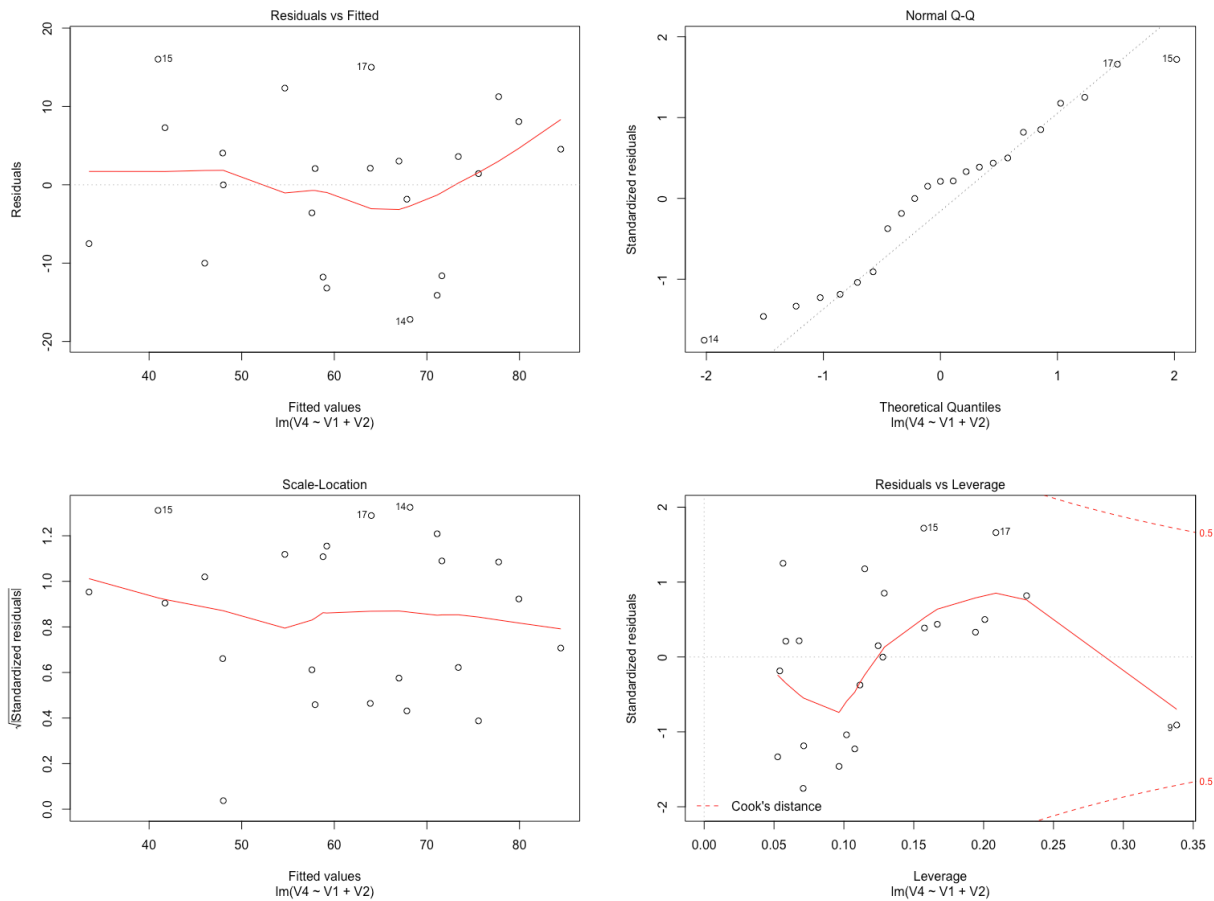 Residuals vs Fitted
20
10
0
-10
-20
Residuals
15
17
14
40 50 60 70 80
Fitted values
lm(V4 ~ V1 + V2)
Normal Q-Q
2
1
0
-1
Standardized residuals
17
15
14
-2 -1 0 1 2
Theoretical Quantiles
lm(V4 ~ V1 + V2)
Scale-Location
1.2
1.0
0.8
0.6
0.4
0.2
0.0
√|Standardized residuals|
15
17
14
40 50 60 70 80
Fitted values
lm(V4 ~ V1 + V2)
Residuals vs Leverage
2
1
0
-1
-2
Standardized residuals
15
17
9
0.5
0.5
Cook's distance
0.00 0.05 0.10 0.15 0.20 0.25 0.30 0.35
Leverage
lm(V4 ~ V1 + V2)